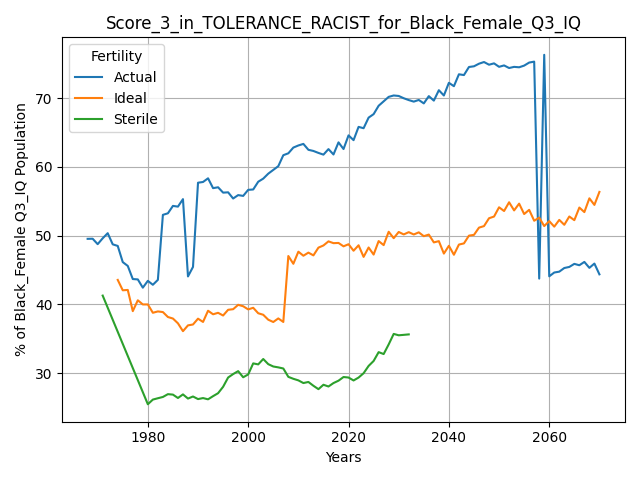 Score_3_in_TOLERANCE_RACIST_for_Black_Female_Q3_IQ
Fertility
Actual
Ideal
Sterile
% of Black_Female Q3_IQ Population
70
60
50
40
30
1980
2000
2020
2040
2060
Years